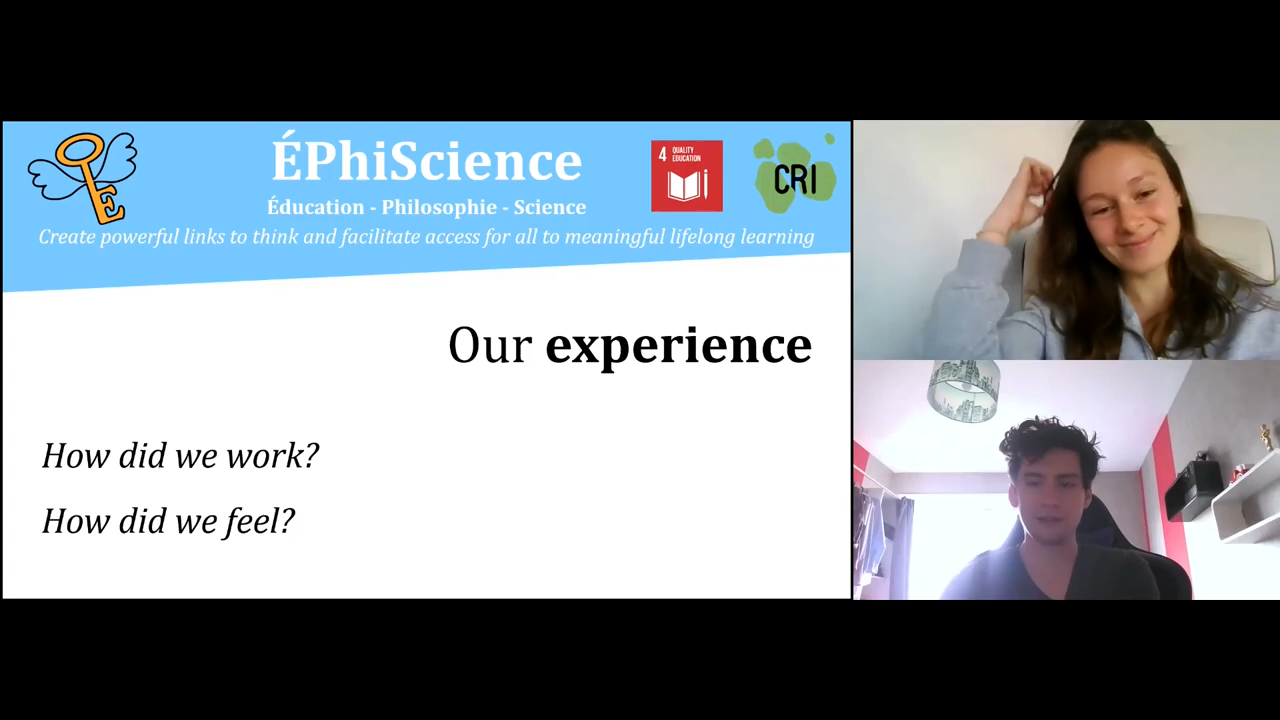 ÉPhiScience
Éducation - Philosophie - Science
Create powerful links to think and facilitate access for all to meaningful lifelong learning
4 QUALITY
EDUCATION
CRI
E
Our experience
How did we work?
How did we feel?